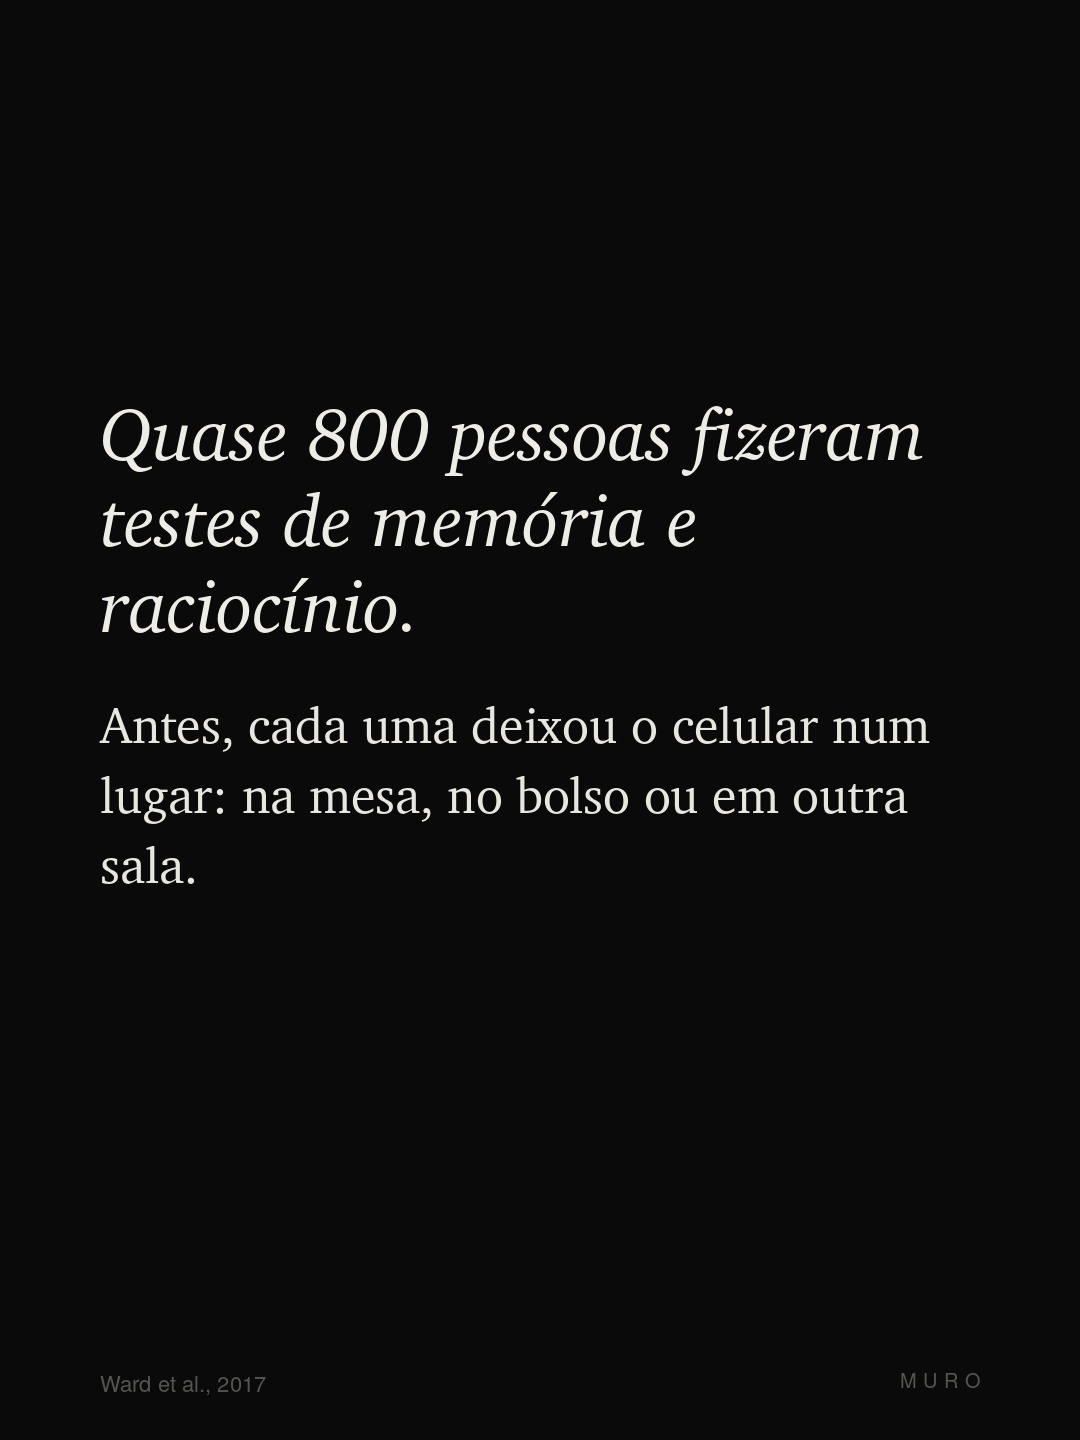 Quase 800 pessoas fizeram
testes de memória e
raciocínio.
Antes, cada uma deixou o celular num
lugar: na mesa, no bolso ou em outra
sala.
Ward et al., 2017
MURO